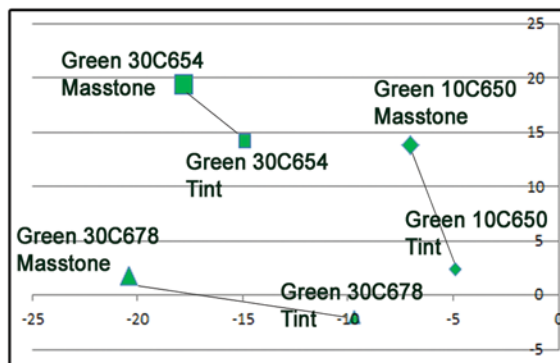 25
Green 30C654
Masstone
20
Green 10C650
Masstone
15
Green 30C654
Tint
10
Green 30C678
Masstone
Green 10C650
Tint
5
Green 30C678
Tint
0
-25 -20 -15 -10 -5 0